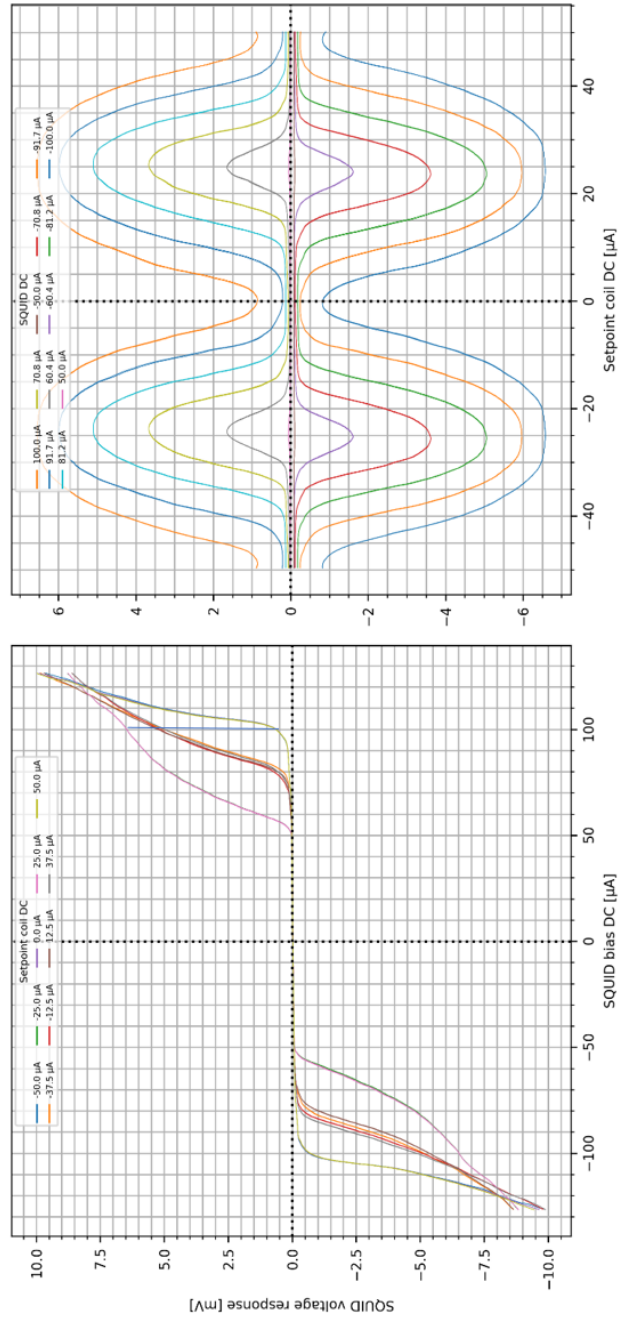 SQUID voltage response [mV]
10.0
7.5
5.0
2.5
0.0
−2.5
−5.0
−7.5
−10.0
Setpoint coil DC
-50.0 µA -25.0 µA 0.0 µA 25.0 µA 50.0 µA
-37.5 µA -12.5 µA 12.5 µA 37.5 µA
−100 −50 0 50 100
SQUID bias DC [µA]
6
4
2
0
−2
−4
−6
SQUID DC
100.0 µA 70.8 µA -50.0 µA -70.8 µA -91.7 µA
91.7 µA 60.4 µA -60.4 µA -81.2 µA -100.0 µA
81.2 µA 50.0 µA
−40 −20 0 20 40
Setpoint coil DC [µA]